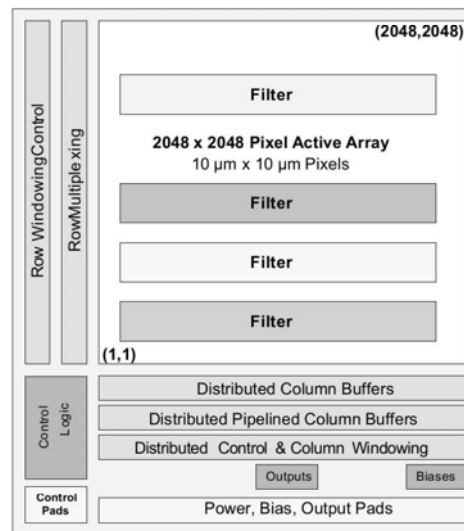 (2048,2048)
Filter
2048 x 2048 Pixel Active Array
10 µm x 10 µm Pixels
Filter
Filter
Filter
(1,1)
Row WindowingControl
RowMultiplexing
Control
Logic
Control
Pads
Distributed Column Buffers
Distributed Pipelined Column Buffers
Distributed Control & Column Windowing
Outputs
Biases
Power, Bias, Output Pads